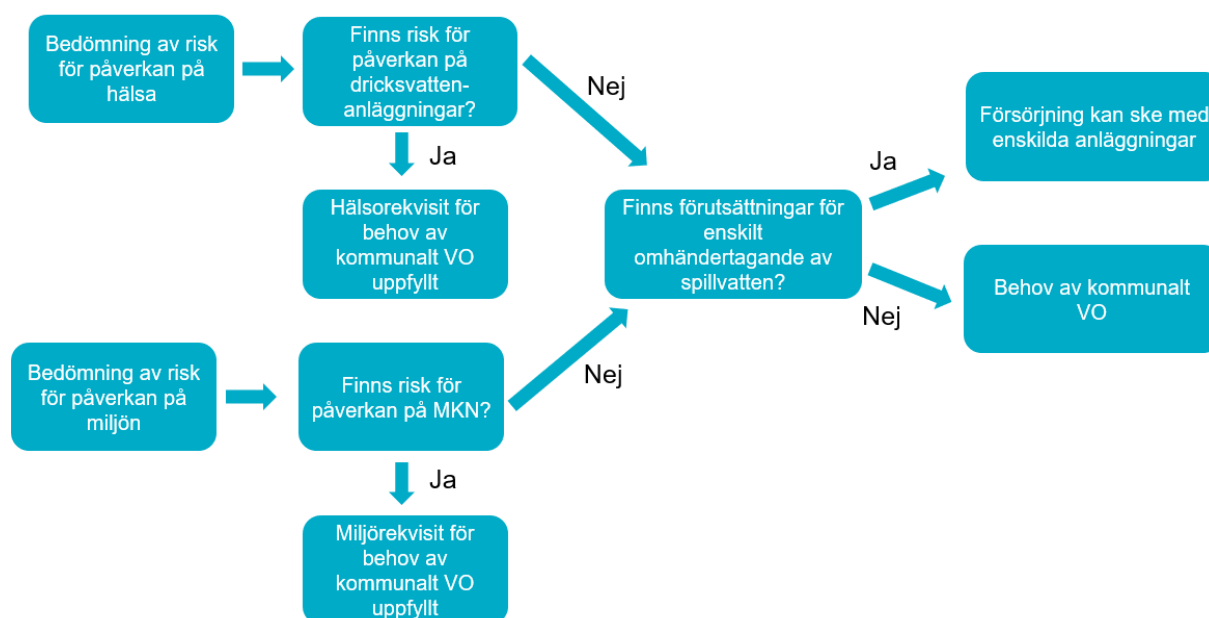 Bedömning av risk
för påverkan på
hälsa
Finns risk för
påverkan på
dricksvatten-
anläggningar?
Nej
Ja
Hälsorekvisit för
behov av
kommunalt VO
uppfyllt
Finns förutsättningar för
enskilt
omhändertagande av
spillvatten?
Ja
Försörjning kan ske med
enskilda anläggningar
Nej
Behov av kommunalt
VO
Bedömning av risk
för påverkan på
miljön
Finns risk för
påverkan på MKN?
Nej
Ja
Miljörekvisit för
behov av
kommunalt VO
uppfyllt